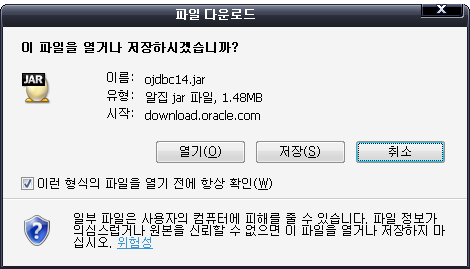 파일 다운로드
X
이 파일을 열거나 저장하시겠습니까?
JAR
이름: ojdbc14.jar
유형: 알집 jar 파일, 1.48MB
시작: download.oracle.com
열기(O) 저장(S) 취소
이런 형식의 파일을 열기 전에 항상 확인(W)
일부 파일은 사용자의 컴퓨터에 피해를 줄 수 있습니다. 파일 정보가
의심스럽거나 원본을 신뢰할 수 없으면 이 파일을 열거나 저장하지 마
십시오. 위험성